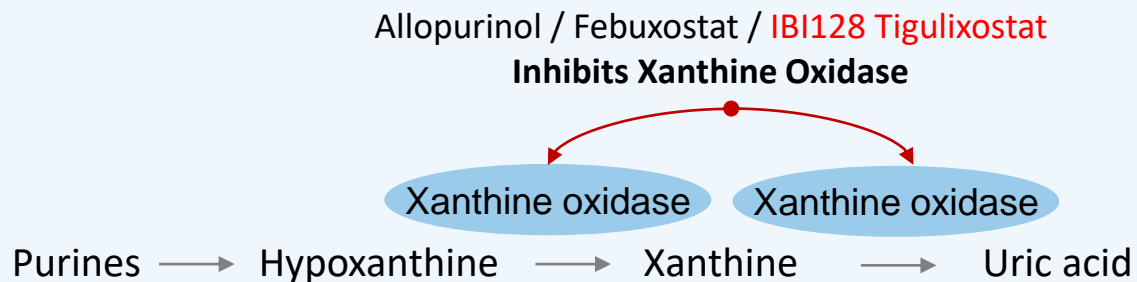 Allopurinol / Febuxostat / IBI128 Tigulixostat
Inhibits Xanthine Oxidase
Xanthine oxidase Xanthine oxidase
Purines Hypoxanthine Xanthine Uric acid